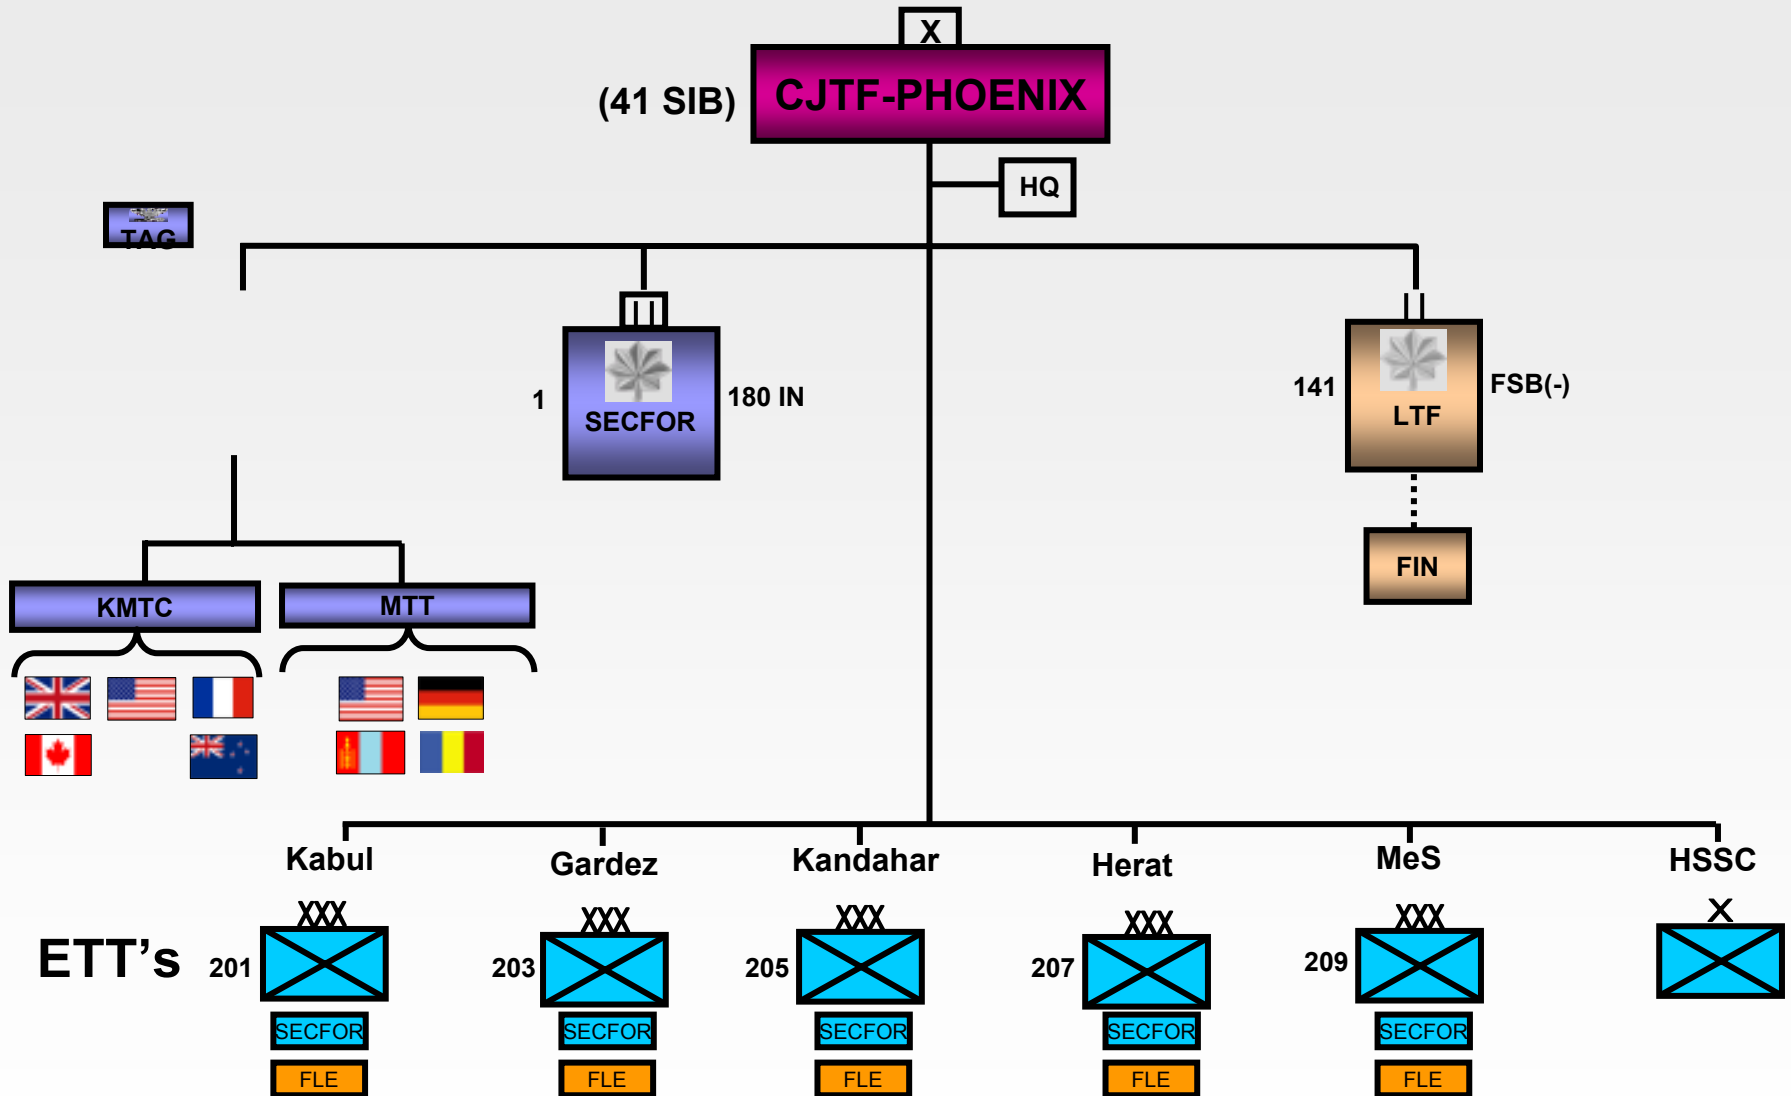 X
(41 SIB) CJTF-PHOENIX
HQ
TAG
1 SECFOR 180 IN
141 LTF FSB(-)
FIN
KMTC MTT
Kabul Gardez Kandahar Herat MeS HSSC
XXX XXX XXX XXX XXX X
ETT's 201 203 205 207 209
SECFOR SECFOR SECFOR SECFOR SECFOR
FLE FLE FLE FLE FLE